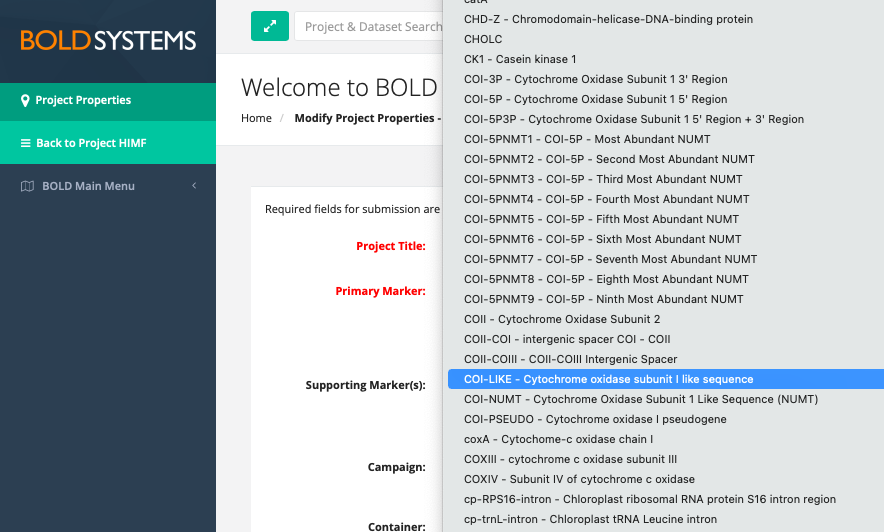 BOLDSYSTEMS
Project Properties
Back to Project HIMF
BOLD Main Menu
Project & Dataset Search
Welcome to BOLD
Home / Modify Project Properties -
Required fields for submission are
Project Title:
Primary Marker:
Supporting Marker(s):
Campaign:
Container:
CHD-Z - Chromodomain-helicase-DNA-binding protein
CHOLC
CK1 - Casein kinase 1
COI-3P - Cytochrome Oxidase Subunit 1 3' Region
COI-5P - Cytochrome Oxidase Subunit 1 5' Region
COI-5P3P - Cytochrome Oxidase Subunit 1 5' Region + 3' Region
COI-5PNMT1 - COI-5P - Most Abundant NUMT
COI-5PNMT2 - COI-5P - Second Most Abundant NUMT
COI-5PNMT3 - COI-5P - Third Most Abundant NUMT
COI-5PNMT4 - COI-5P - Fourth Most Abundant NUMT
COI-5PNMT5 - COI-5P - Fifth Most Abundant NUMT
COI-5PNMT6 - COI-5P - Sixth Most Abundant NUMT
COI-5PNMT7 - COI-5P - Seventh Most Abundant NUMT
COI-5PNMT8 - COI-5P - Eighth Most Abundant NUMT
COI-5PNMT9 - COI-5P - Ninth Most Abundant NUMT
COII - Cytochrome Oxidase Subunit 2
COII-COI - intergenic spacer COI - COII
COII-COIII - COII-COIII Intergenic Spacer
COI-LIKE - Cytochrome oxidase subunit I like sequence
COI-NUMT - Cytochrome Oxidase Subunit 1 Like Sequence (NUMT)
COI-PSEUDO - Cytochrome oxidase I pseudogene
coxA - Cytochome-c oxidase chain I
COXIII - cytochrome c oxidase subunit III
COXIV - Subunit IV of cytochrome c oxidase
cp-RPS16-intron - Chloroplast ribosomal RNA protein S16 intron region
cp-trnL-intron - Chloroplast tRNA Leucine intron